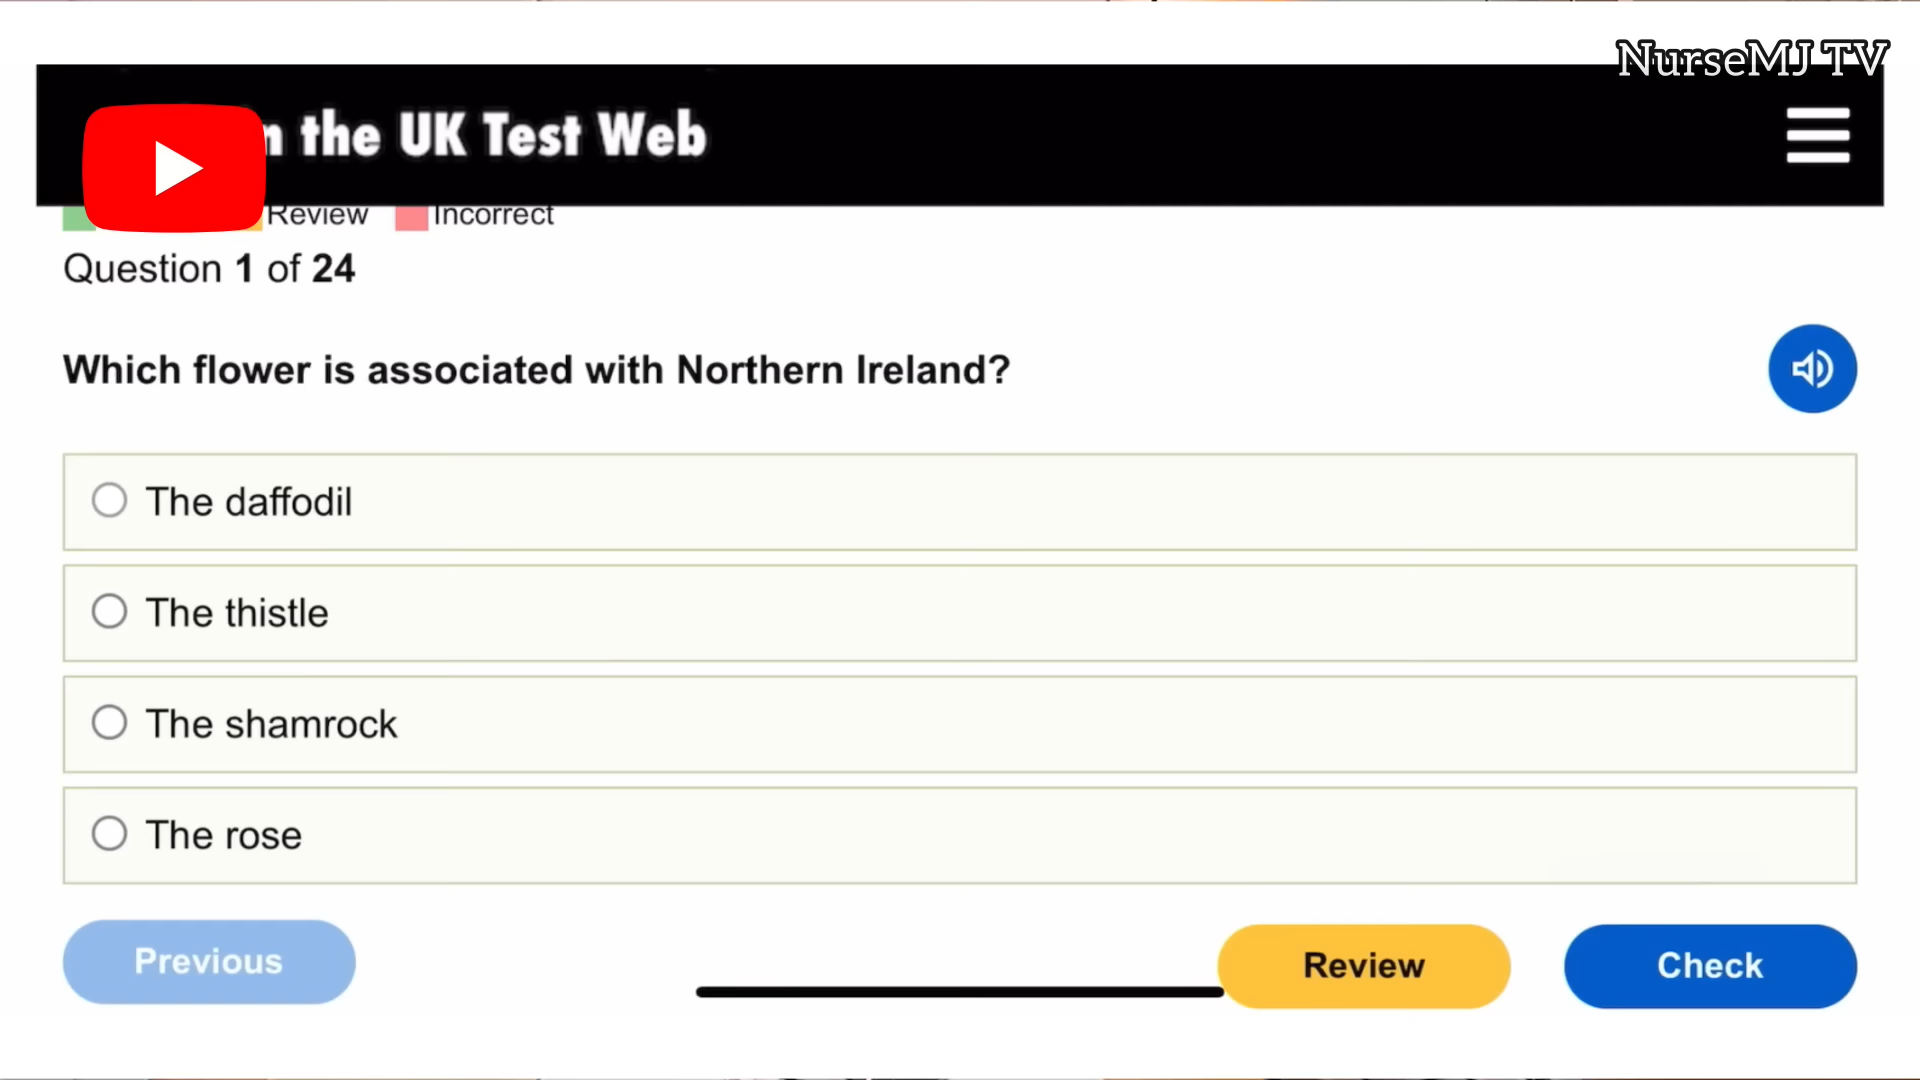 NurseMJ TV
n the UK Test Web
Review Incorrect
Question 1 of 24
Which flower is associated with Northern Ireland?
The daffodil
The thistle
The shamrock
The rose
Previous
Review
Check